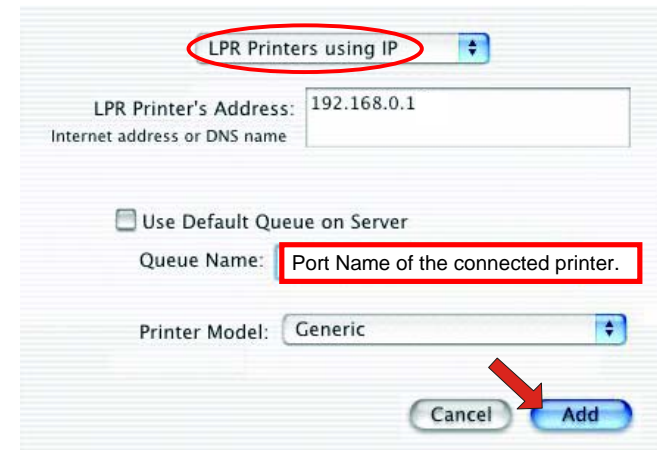 LPR Printers using IP
LPR Printer's Address: 192.168.0.1
Internet address or DNS name
Use Default Queue on Server
Queue Name: Port Name of the connected printer.
Printer Model: Generic
Cancel Add